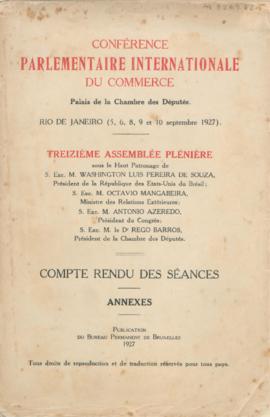 CONFÉRENCE
PARLEMENTAIRE INTERNATIONALE
DU COMMERCE
Palais de la Chambre des Députés.
RIO DE JANEIRO (5, 6, 8, 9 et 10 septembre 1927).
TREIZIÈME ASSEMBLÉE PLÉNIÈRE
sous le Haut Patronage de
S. Exc. M. WASHINGTON LUIS PEREIRA DE SOUZA,
Président de la République des Etats-Unis du Brésil;
S. Exc. M. OCTAVIO MANGABEIRA,
Ministre des Relations Extérieures;
S. Exc. M. ANTONIO AZEREDO,
Président du Congrès;
S. Exc. M. le Dr REGO BARROS,
Président de la Chambre des Députés.
COMPTE RENDU DES SÉANCES
ANNEXES
PUBLICATION
DU BUREAU PERMANENT DE BRUXELLES
1927
Tous droits de reproduction et de traduction réservés pour tous pays.